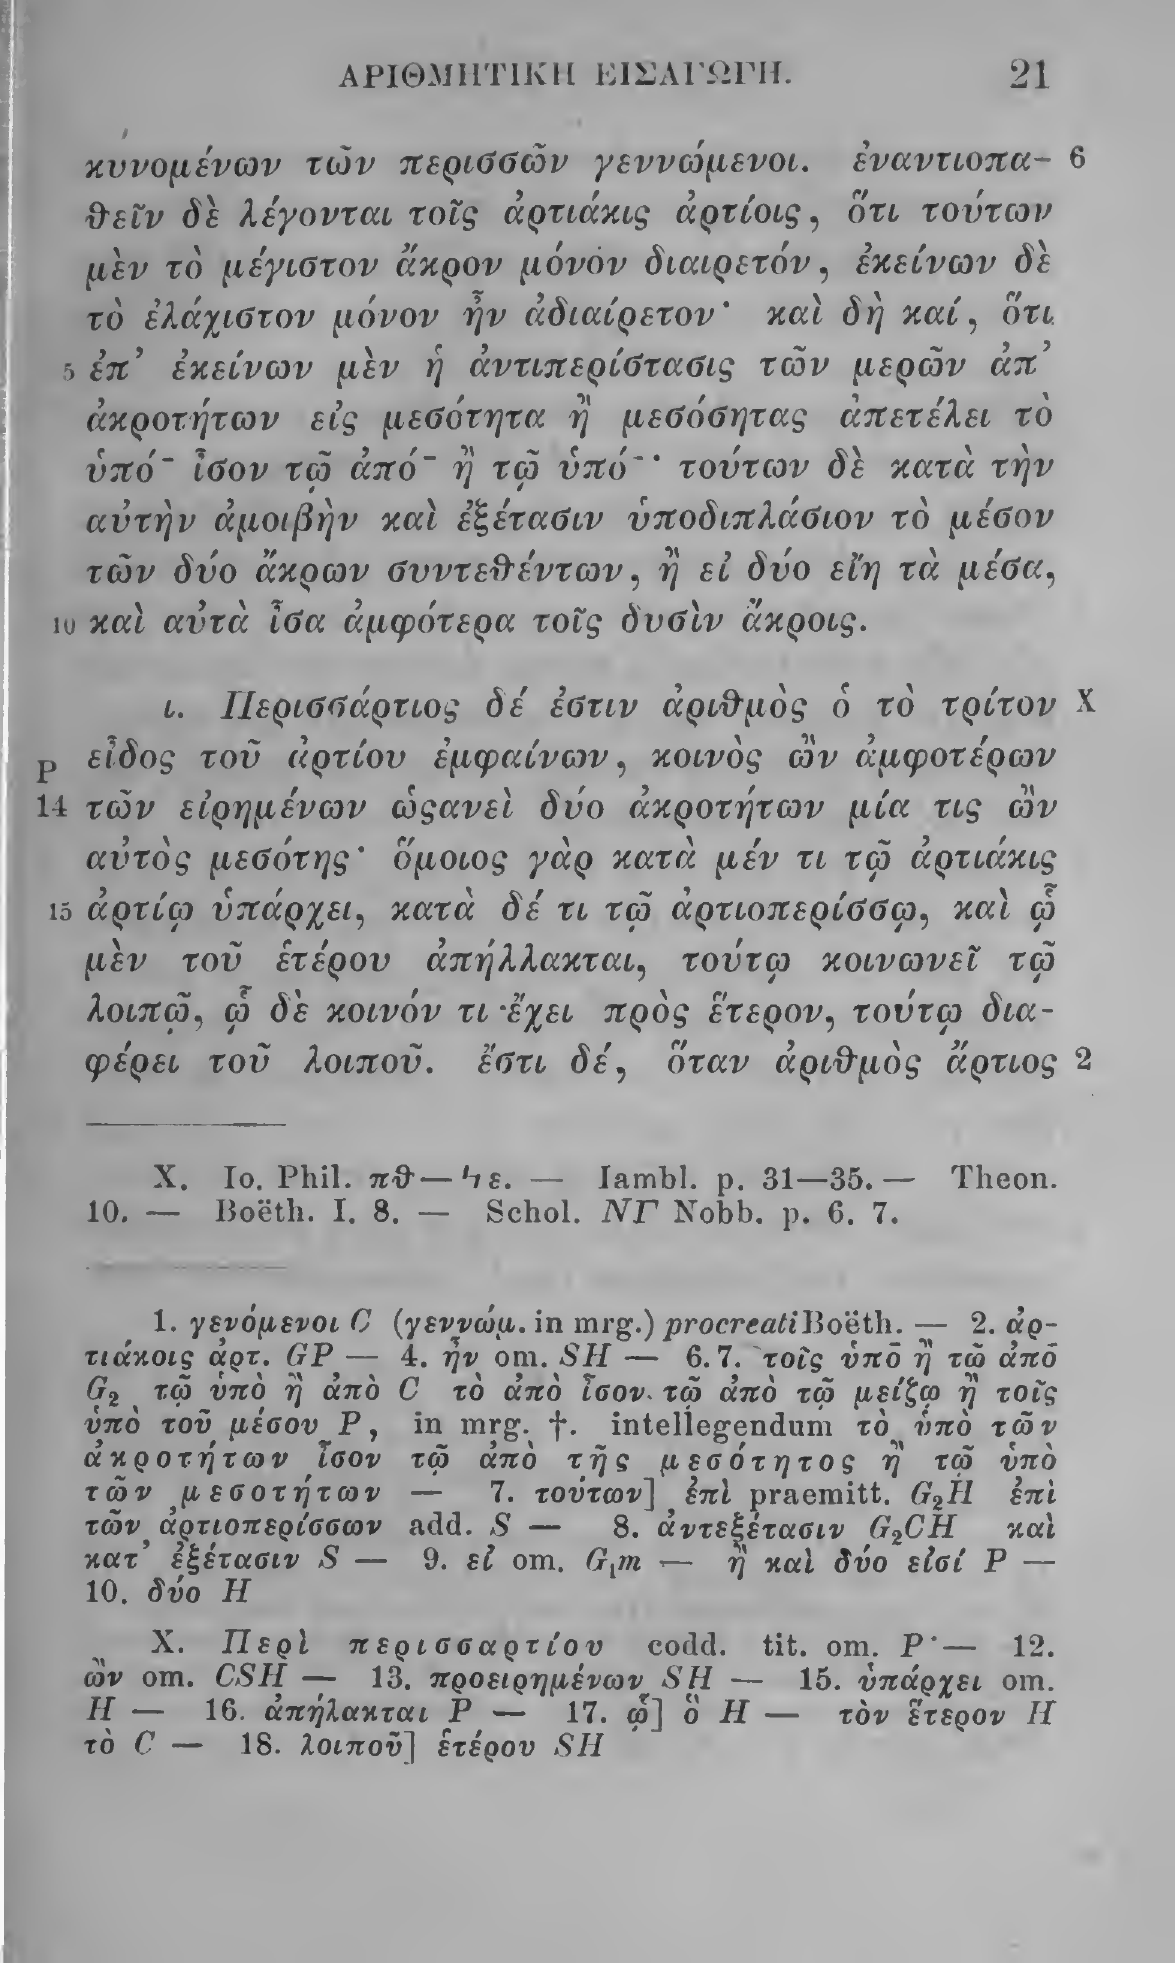 ΑΡΙΘΜΗΤΙΚΗ ΕΙΣΑΓΩΓΗ. 21
κυνομένων τῶν περισσῶν γεννώμενοι. ἐναντιοπα- 6
θεῖν δὲ λέγονται τοῖς ἀρτιάκις ἀρτίοις, ὅτι τούτων
μὲν τὸ μέγιστον ἄκρον μόνον διαιρετόν, ἐκείνων δὲ
τὸ ἐλάχιστον μόνον ἦν ἀδιαίρετον· καὶ δὴ καί, ὅτι
5 ἐπ’ ἐκείνων μὲν ἡ ἀντιπερίστασις τῶν μερῶν ἀπ’
ἀκροτήτων εἰς μεσότητα ἢ μεσόσητας ἀπετέλει τὸ
ὑπό‾ ἶσον τῷ ἀπό‾ ἢ τῷ ὑπό‾· τούτων δὲ κατὰ τὴν
αὐτὴν ἀμοιβὴν καὶ ἐξέτασιν ὑποδιπλάσιον τὸ μέσον
τῶν δύο ἄκρων συντεθέντων, ἢ εἰ δύο εἴη τὰ μέσα,
10 καὶ αὐτὰ ἶσα ἀμφότερα τοῖς δυσὶν ἄκροις.
ι. Περισσάρτιος δέ ἐστιν ἀριθμὸς ὁ τὸ τρίτον X
P εἶδος τοῦ ἀρτίου ἐμφαίνων, κοινὸς ὢν ἀμφοτέρων
14 τῶν εἰρημένων ὡςανεὶ δύο ἀκροτήτων μία τις ὢν
αὐτὸς μεσότης· ὅμοιος γὰρ κατὰ μέν τι τῷ ἀρτιάκις
15 ἀρτίῳ ὑπάρχει, κατὰ δέ τι τῷ ἀρτιοπερίσσῳ, καὶ ᾧ
μὲν τοῦ ἑτέρου ἀπήλλακται, τούτῳ κοινωνεῖ τῷ
λοιπῷ, ᾧ δὲ κοινόν τι ἔχει πρὸς ἕτερον, τούτῳ δια-
φέρει τοῦ λοιποῦ. ἔστι δέ, ὅταν ἀριθμὸς ἄρτιος 2
X. Io. Phil. πθ—Ϟε. — Iambl. p. 31—35. — Theon.
10. — Boëth. I. 8. — Schol. NΓ Nobb. p. 6. 7.
1. γενόμενοι C (γεννώμ. in mrg.) procreati Boëth. — 2. ἀρ-
τιάκοις ἀρτ. GP — 4. ἦν om. SH — 6. 7. τοῖς ὑπό ἢ τῷ ἀπό
G₂ τῷ ὑπὸ ἢ ἀπὸ C τὸ ἀπὸ ἶσον τῷ ἀπὸ τῷ μείζῳ ἢ τοῖς
ὑπὸ τοῦ μέσου P, in mrg. †. intellegendum τὸ ὑπὸ τῶν
ἀκροτήτων ἶσον τῷ ἀπὸ τῆς μεσότητος ἢ τῷ ὑπὸ
τῶν μεσοτήτων — 7. τούτων] ἐπὶ praemitt. G₂H ἐπὶ
τῶν ἀρτιοπερίσσων add. S — 8. ἀντεξέτασιν G₂CH καὶ
κατ’ ἐξέτασιν S — 9. εἰ om. G₁m — ἢ καὶ δύο εἰσί P —
10. δύο H
X. Περὶ περισσαρτίου codd. tit. om. P·— 12.
ὢν om. CSH — 13. προειρημένων SH — 15. ὑπάρχει om.
H — 16. ἀπήλακται P — 17. ᾧ] ὃ H — τὸν ἕτερον H
τὸ C — 18. λοιποῦ] ἑτέρου SH